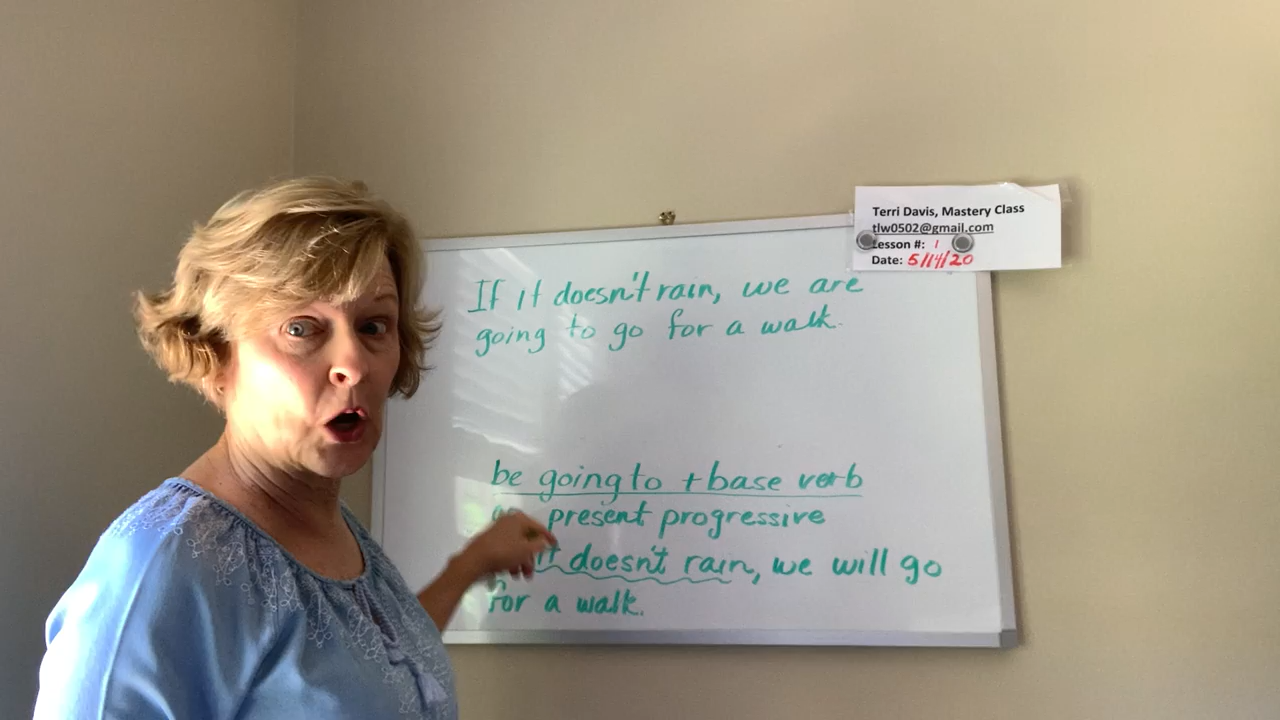 Terri Davis, Mastery Class
tlw0502@gmail.com
Lesson #: 1
Date: 5/14/20
If it doesn't rain, we are
going to go for a walk.
be going to + base verb
present progressive
it doesn't rain, we will go
for a walk.